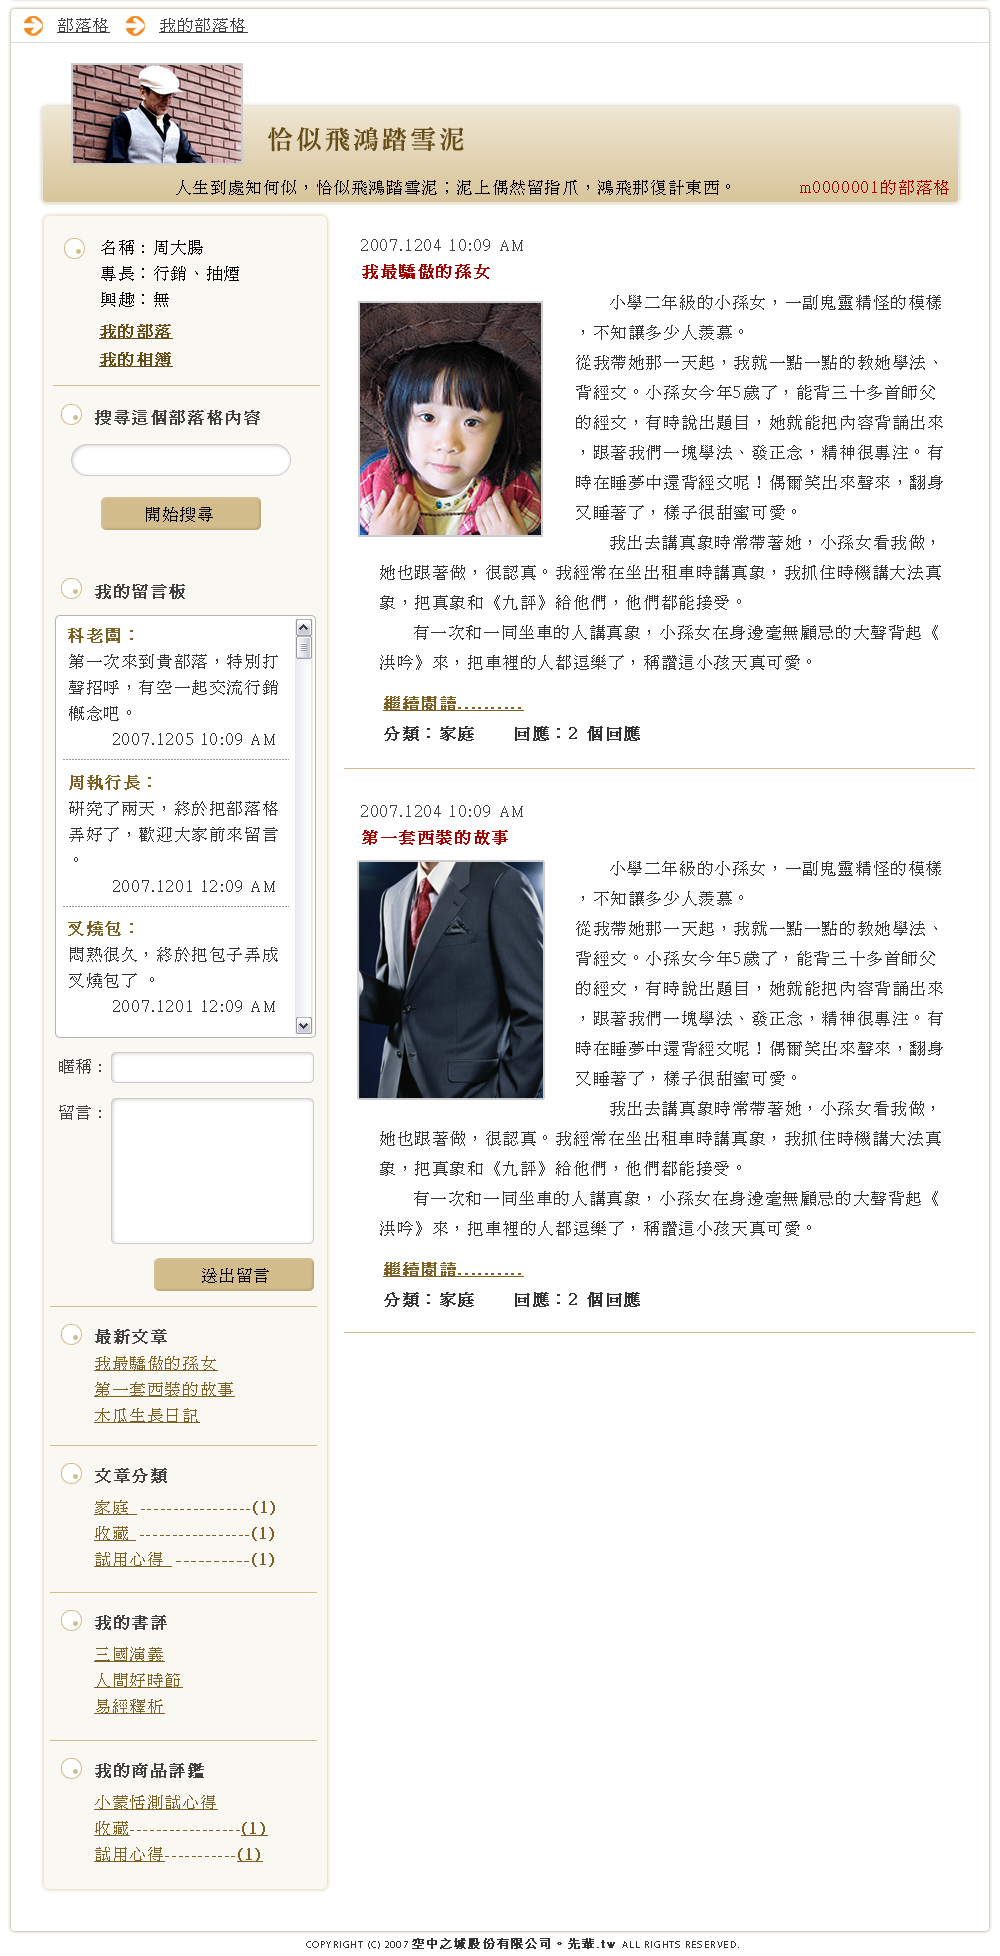 部落格 我的部落格
恰似飛鴻踏雪泥
人生到處知何似，恰似飛鴻踏雪泥；泥上偶然留指爪，鴻飛那復計東西。 m0000001的部落格
名稱：周大腸
專長：行銷、抽煙
興趣：無
我的部落
我的相簿
搜尋這個部落格內容
開始搜尋
我的留言板
科老闆：
第一次來到貴部落，特別打
聲招呼，有空一起交流行銷
概念吧。
2007.1205 10:09 AM
周執行長：
研究了兩天，終於把部落格
弄好了，歡迎大家前來留言
。
2007.1201 12:09 AM
叉燒包：
悶熟很久，終於把包子弄成
叉燒包了 。
2007.1201 12:09 AM
暱稱：
留言：
送出留言
最新文章
我最驕傲的孫女
第一套西裝的故事
木瓜生長日記
文章分類
家庭 -----------------(1)
收藏 -----------------(1)
試用心得 -----------(1)
我的書評
三國演義
人間好時節
易經釋析
我的商品評鑑
小蒙恬測試心得
收藏-----------------(1)
試用心得-----------(1)
2007.1204 10:09 AM
我最驕傲的孫女
小學二年級的小孫女，一副鬼靈精怪的模樣
，不知讓多少人羨慕。
從我帶她那一天起，我就一點一點的教她學法、
背經文。小孫女今年5歲了，能背三十多首師父
的經文，有時說出題目，她就能把內容背誦出來
，跟著我們一塊學法、發正念，精神很專注。有
時在睡夢中還背經文呢！偶爾笑出來聲來，翻身
又睡著了，樣子很甜蜜可愛。
我出去講真象時常帶著她，小孫女看我做，
她也跟著做，很認真。我經常在坐出租車時講真象，我抓住時機講大法真
象，把真象和《九評》給他們，他們都能接受。
有一次和一同坐車的人講真象，小孫女在身邊毫無顧忌的大聲背起《
洪吟》來，把車裡的人都逗樂了，稱讚這小孩天真可愛。
繼續閱讀..........
分類：家庭 回應：2 個回應
2007.1204 10:09 AM
第一套西裝的故事
小學二年級的小孫女，一副鬼靈精怪的模樣
，不知讓多少人羨慕。
從我帶她那一天起，我就一點一點的教她學法、
背經文。小孫女今年5歲了，能背三十多首師父
的經文，有時說出題目，她就能把內容背誦出來
，跟著我們一塊學法、發正念，精神很專注。有
時在睡夢中還背經文呢！偶爾笑出來聲來，翻身
又睡著了，樣子很甜蜜可愛。
我出去講真象時常帶著她，小孫女看我做，
她也跟著做，很認真。我經常在坐出租車時講真象，我抓住時機講大法真
象，把真象和《九評》給他們，他們都能接受。
有一次和一同坐車的人講真象，小孫女在身邊毫無顧忌的大聲背起《
洪吟》來，把車裡的人都逗樂了，稱讚這小孩天真可愛。
繼續閱讀..........
分類：家庭 回應：2 個回應
COPYRIGHT (C) 2007 空中之城股份有限公司。先輩.tw ALL RIGHTS RESERVED.